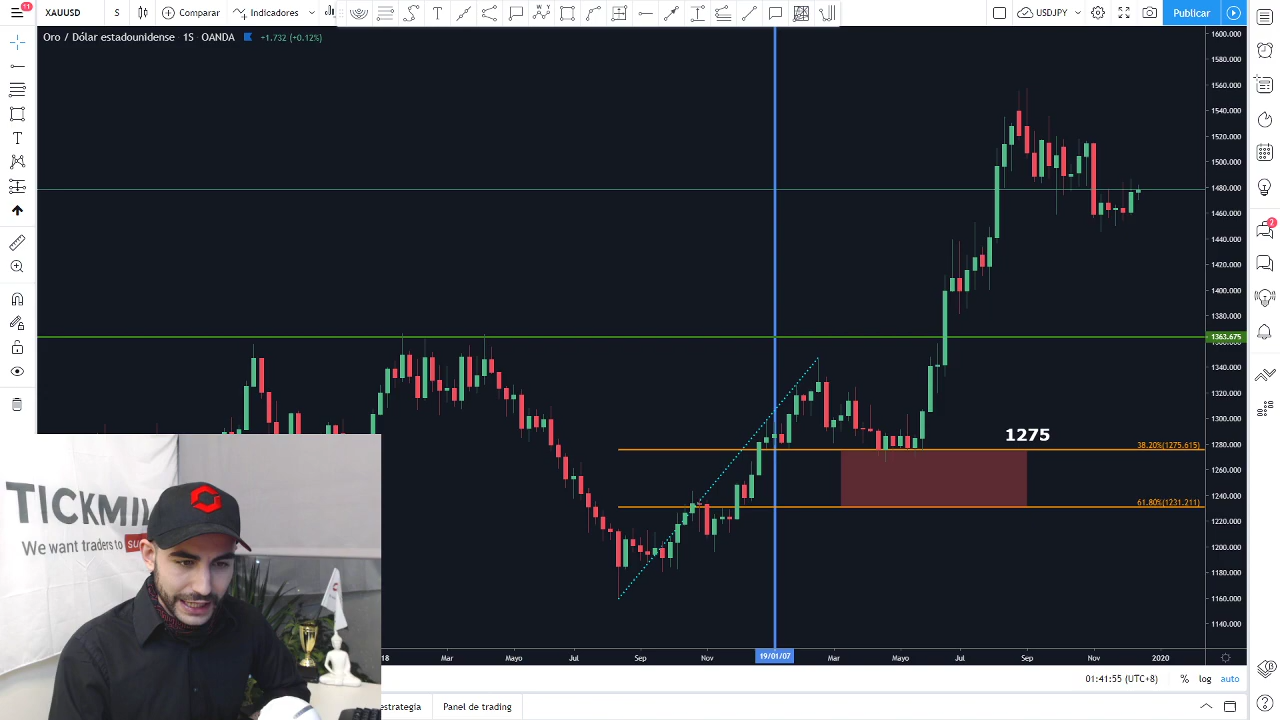 11
XAUUSD
S
Comparar
Indicadores
USDJPY
Publicar
Oro / Dólar estadounidense · 1S · OANDA +1.732 (+0.12%)
1600.000
1580.000
1560.000
1540.000
1520.000
1500.000
1480.000
1460.000
1440.000
1420.000
1400.000
1380.000
1363.675
1340.000
1320.000
1300.000
1280.000
1260.000
1240.000
1220.000
1200.000
1180.000
1160.000
1140.000
2
1275
38.20%(1275.615)
61.80%(1231.211)
TICKMIL
We want traders to su
18 Mar Mayo Jul Sep Nov 19/01/07 Mar Mayo Jul Sep Nov 2020
01:41:55 (UTC+8) % log auto
estrategia Panel de trading